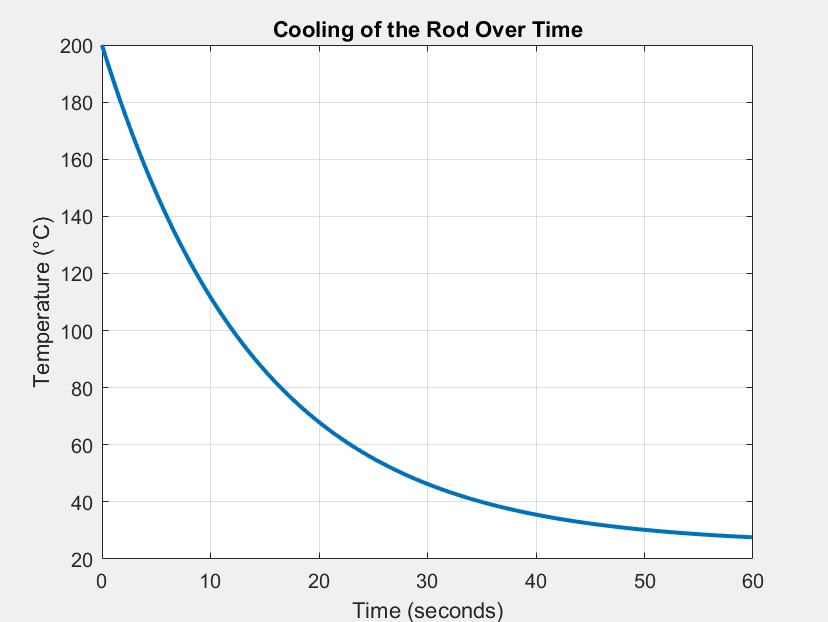 Cooling of the Rod Over Time
200
180
160
140
120
100
80
60
40
20
Temperature (°C)
0 10 20 30 40 50 60
Time (seconds)